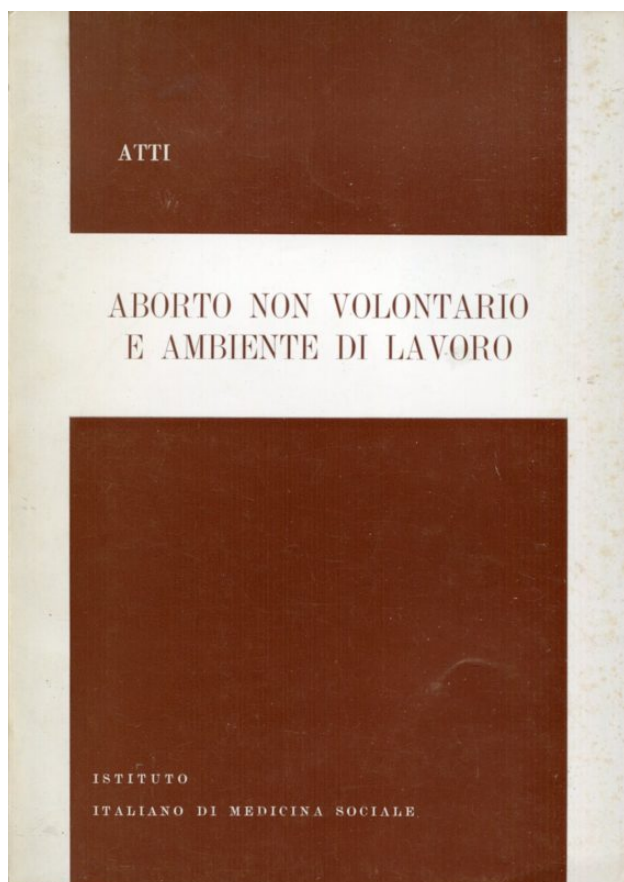 ATTI
ABORTO NON VOLONTARIO
E AMBIENTE DI LAVORO
ISTITUTO
ITALIANO DI MEDICINA SOCIALE